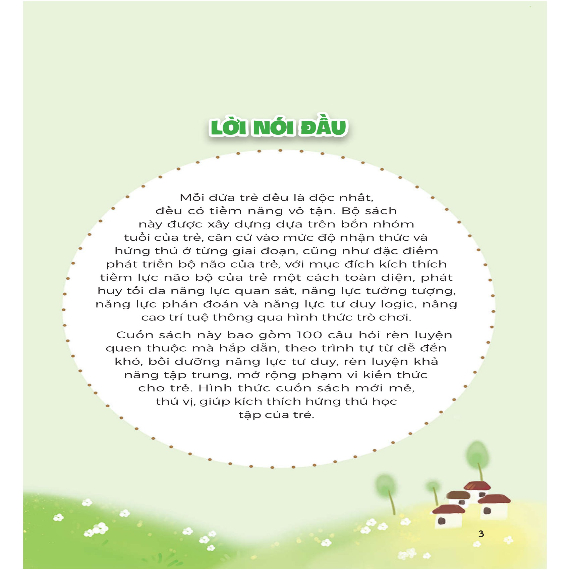 LỜI NÓI ĐẦU
Mỗi đứa trẻ đều là độc nhất,
đều có tiềm năng vô tận. Bộ sách
này được xây dựng dựa trên bốn nhóm
tuổi của trẻ, căn cứ vào mức độ nhận thức và
hứng thú ở từng giai đoạn, cũng như đặc điểm
phát triển bộ não của trẻ, với mục đích kích thích
tiềm lực não bộ của trẻ một cách toàn diện, phát
huy tối đa năng lực quan sát, năng lực tưởng tượng,
năng lực phán đoán và năng lực tư duy logic, nâng
cao trí tuệ thông qua hình thức trò chơi.
Cuốn sách này bao gồm 100 câu hỏi rèn luyện
quen thuộc mà hấp dẫn, theo trình tự từ dễ đến
khó, bồi dưỡng năng lực tư duy, rèn luyện khả
năng tập trung, mở rộng phạm vi kiến thức
cho trẻ. Hình thức cuốn sách mới mẻ,
thú vị, giúp kích thích hứng thú học
tập của trẻ.
3